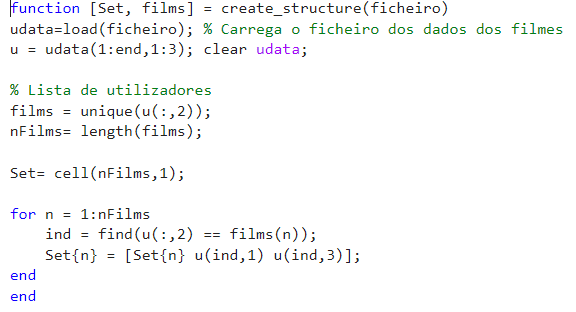 function [Set, films] = create_structure(ficheiro)
udata=load(ficheiro); % Carrega o ficheiro dos dados dos filmes
u = udata(1:end,1:3); clear udata;
% Lista de utilizadores
films = unique(u(:,2));
nFilms= length(films);
Set= cell(nFilms,1);
for n = 1:nFilms
    ind = find(u(:,2) == films(n));
    Set{n} = [Set{n} u(ind,1) u(ind,3)];
end
end